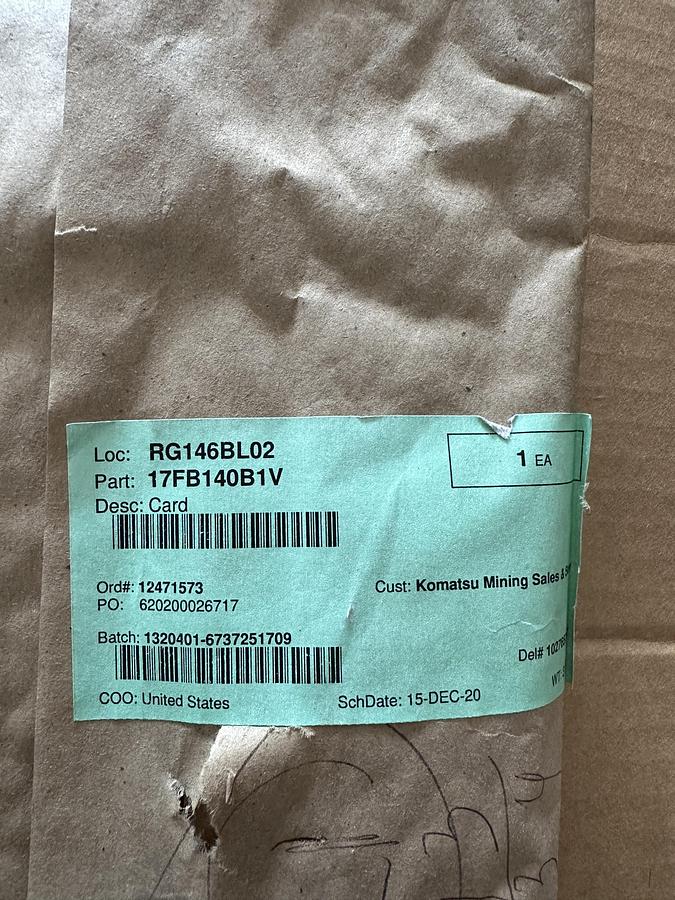 Loc: RG146BL02
Part: 17FB140B1V
1 EA
Desc: Card
Ord#: 12471573
Cust: Komatsu Mining Sales &
PO: 620200026717
Batch: 1320401-6737251709
Del#
COO: United States
SchDate: 15-DEC-20